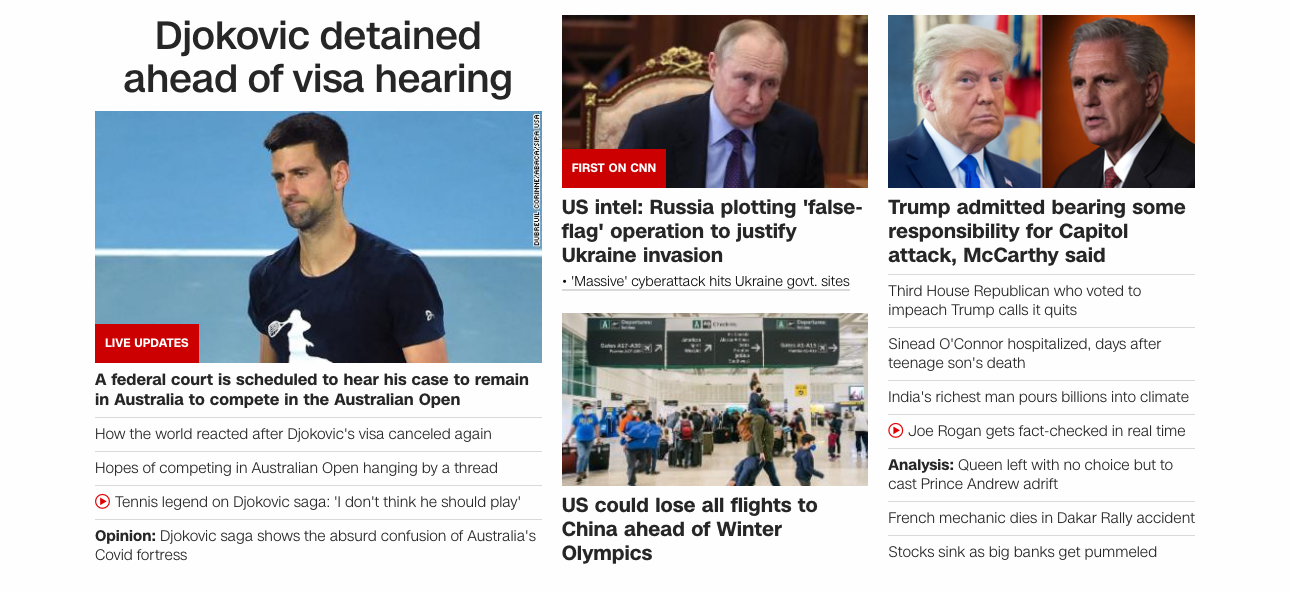 Djokovic detained
ahead of visa hearing
DUBREUIL CORINNE/ABACA/SIPA USA
LIVE UPDATES
A federal court is scheduled to hear his case to remain
in Australia to compete in the Australian Open
How the world reacted after Djokovic's visa canceled again
Hopes of competing in Australian Open hanging by a thread
Tennis legend on Djokovic saga: 'I don't think he should play'
Opinion: Djokovic saga shows the absurd confusion of Australia's
Covid fortress
FIRST ON CNN
US intel: Russia plotting 'false-
flag' operation to justify
Ukraine invasion
• 'Massive' cyberattack hits Ukraine govt. sites
A Departures
A Checkin
A Departures
Gates A17-A30
Gates A1-A15
US could lose all flights to
China ahead of Winter
Olympics
Trump admitted bearing some
responsibility for Capitol
attack, McCarthy said
Third House Republican who voted to
impeach Trump calls it quits
Sinead O'Connor hospitalized, days after
teenage son's death
India's richest man pours billions into climate
Joe Rogan gets fact-checked in real time
Analysis: Queen left with no choice but to
cast Prince Andrew adrift
French mechanic dies in Dakar Rally accident
Stocks sink as big banks get pummeled